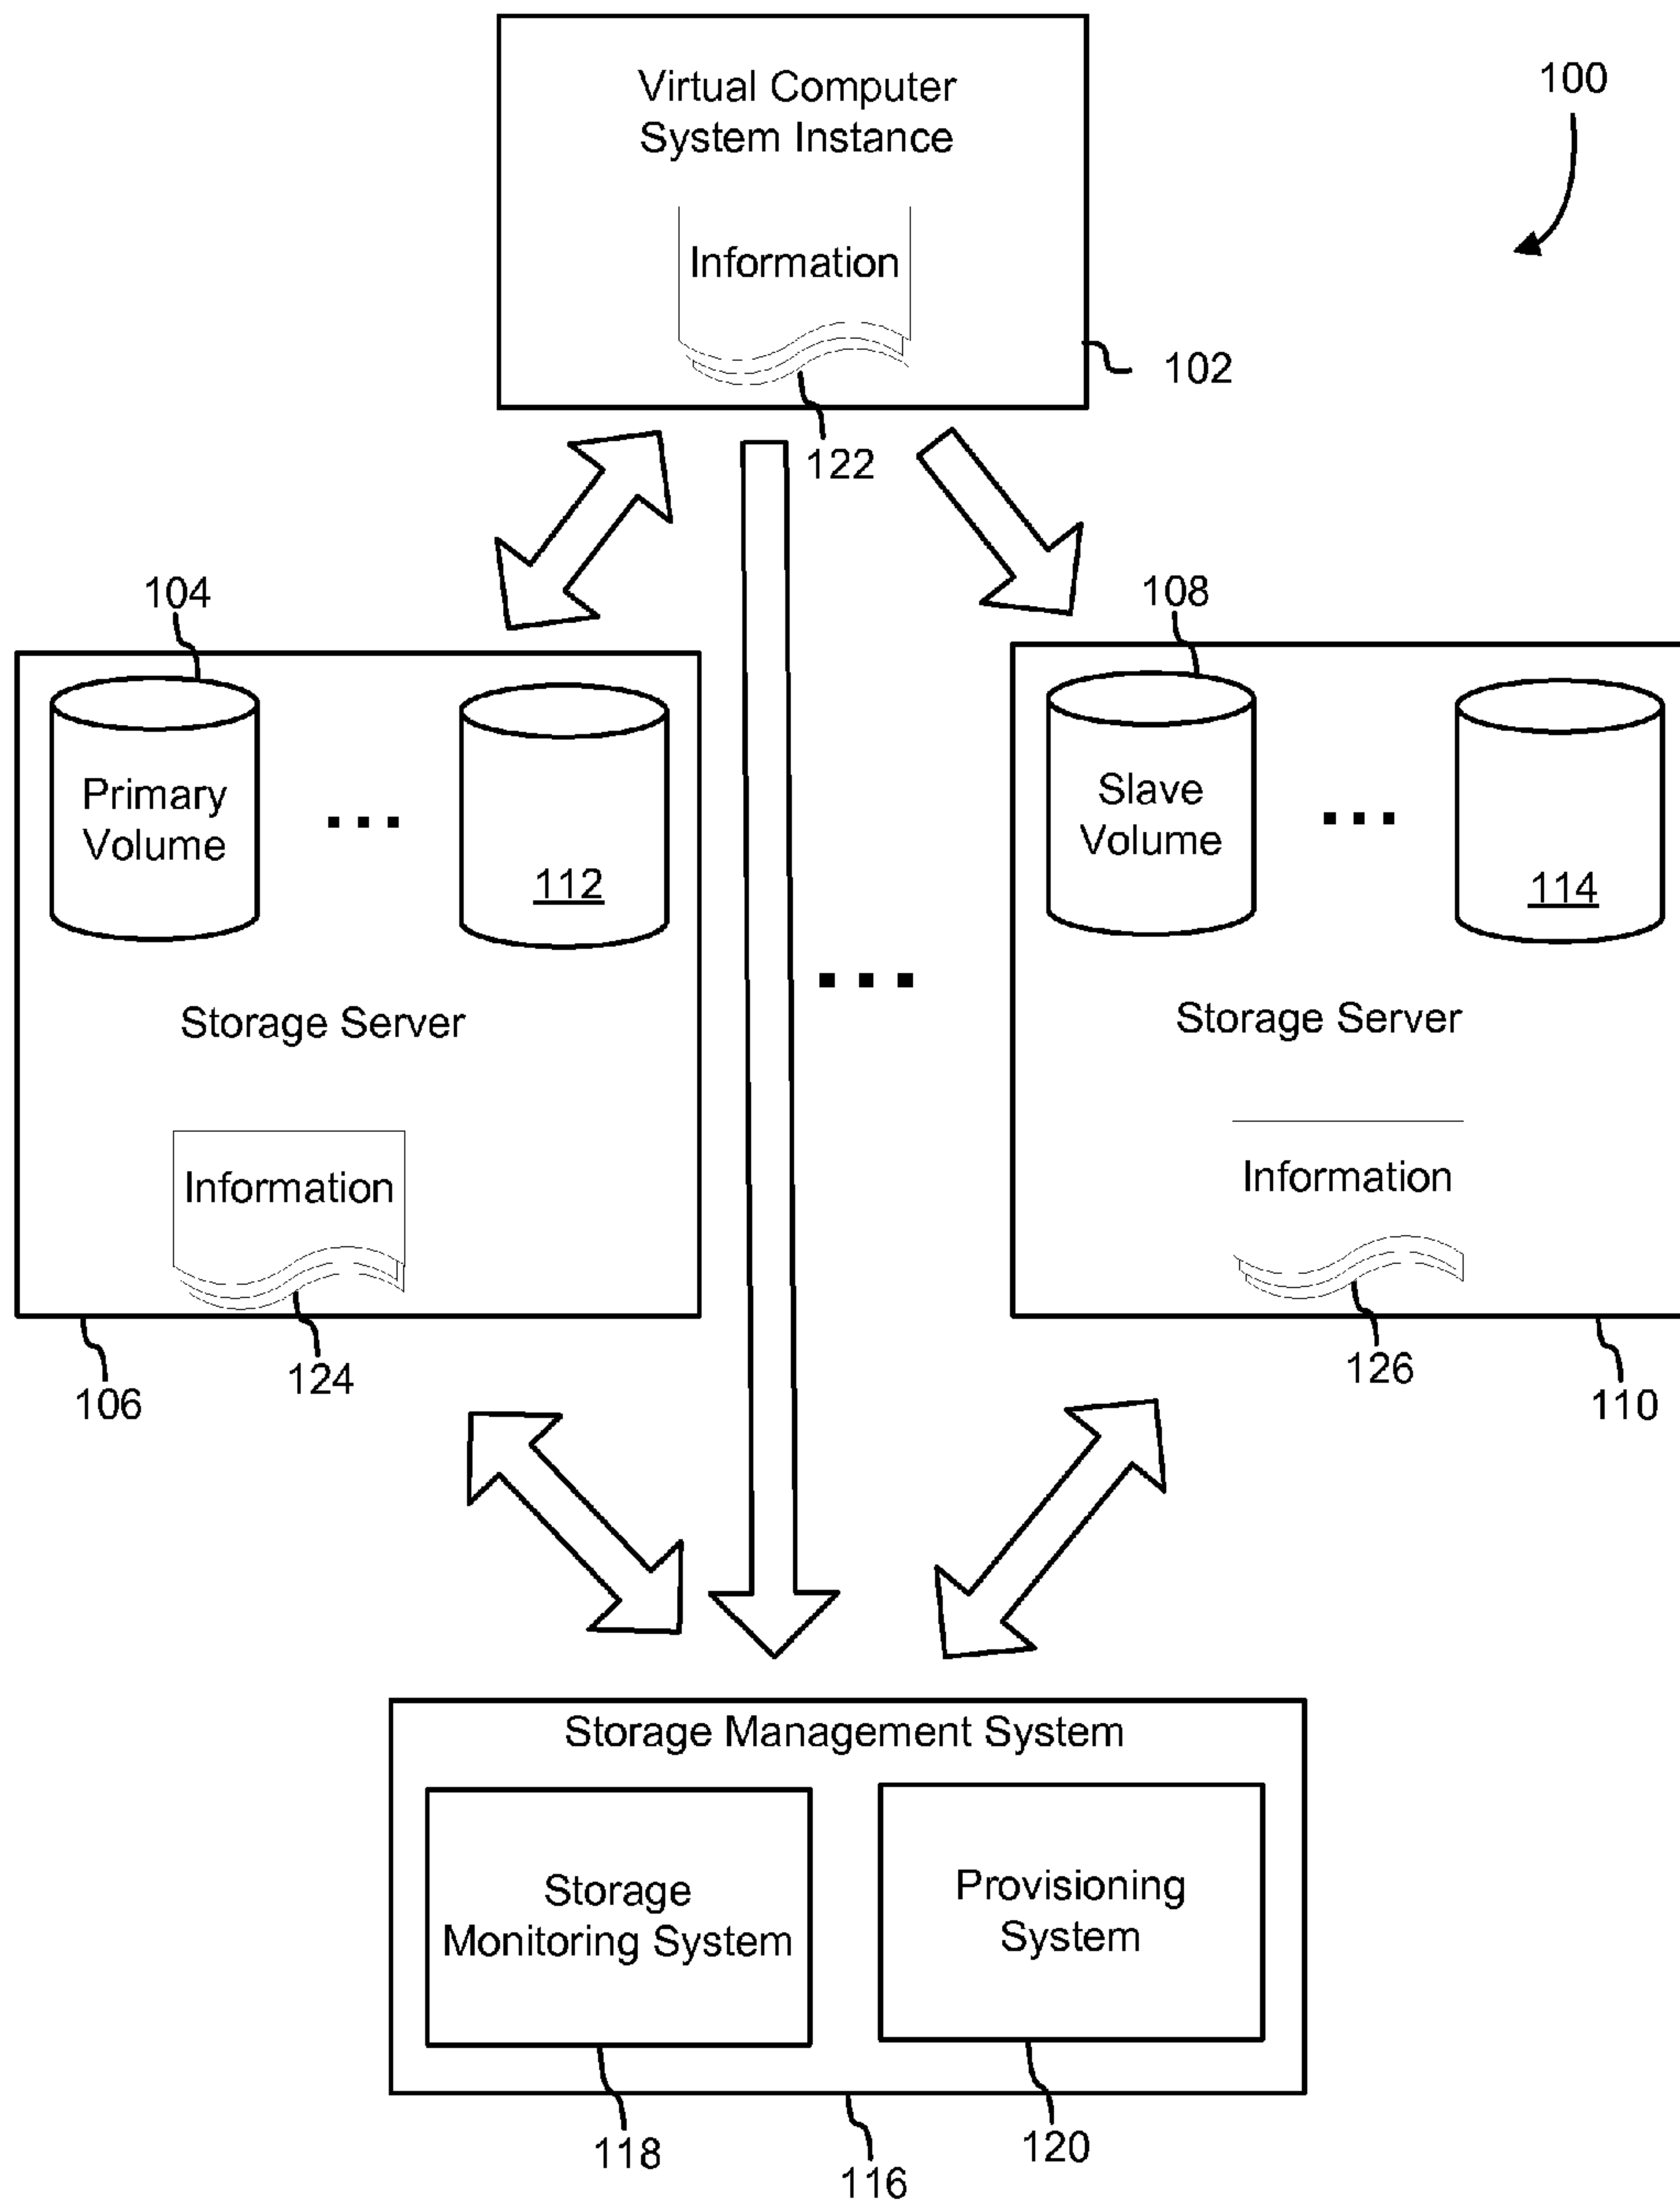 Virtual Computer
System Instance
100
Information
102
122
104
108
Primary
Volume
...
112
Slave
Volume
...
114
...
Storage Server
Storage Server
Information
Information
124
126
106
110
Storage Management System
Storage
Monitoring System
Provisioning
System
118
120
116